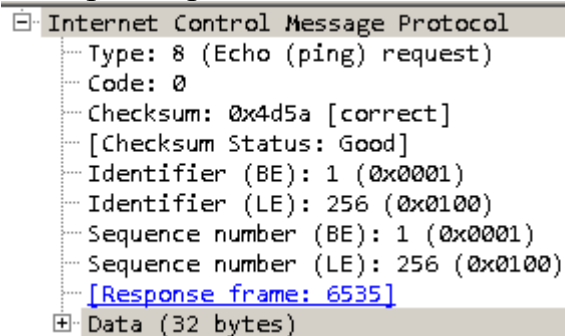 Internet Control Message Protocol
Type: 8 (Echo (ping) request)
Code: 0
Checksum: 0x4d5a [correct]
[Checksum Status: Good]
Identifier (BE): 1 (0x0001)
Identifier (LE): 256 (0x0100)
Sequence number (BE): 1 (0x0001)
Sequence number (LE): 256 (0x0100)
[Response frame: 6535]
Data (32 bytes)